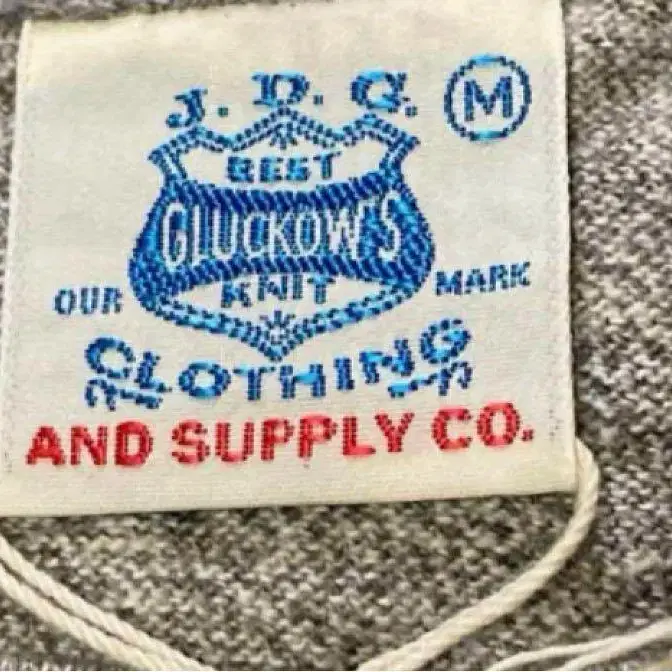 J. D. G.
M
BEST
GLUCKOW'S
KNIT
OUR MARK
CLOTHING
AND SUPPLY CO.